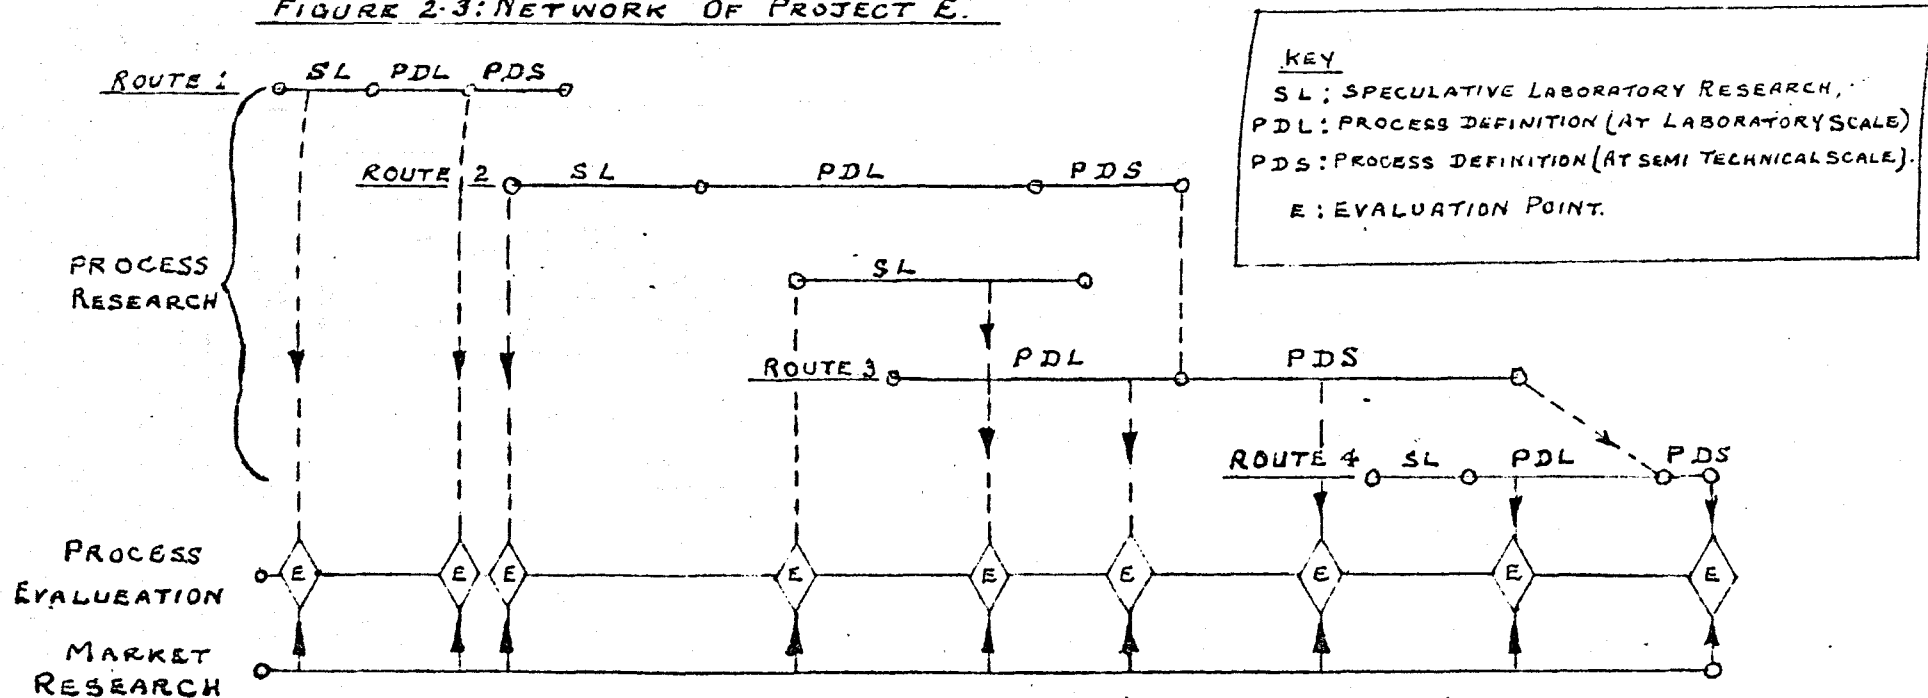 FIGURE 2·3: NETWORK OF PROJECT E.
KEY
SL: SPECULATIVE LABORATORY RESEARCH,
PDL: PROCESS DEFINITION (AT LABORATORY SCALE)
PDS: PROCESS DEFINITION (AT SEMI TECHNICAL SCALE).
E: EVALUATION POINT.
ROUTE 1 SL PDL PDS
ROUTE 2 SL PDL PDS
PROCESS
RESEARCH
SL
ROUTE 3 PDL PDS
ROUTE 4 SL PDL PDS
PROCESS
EVALUEATION
E E E E E E E E E
MARKET
RESEARCH